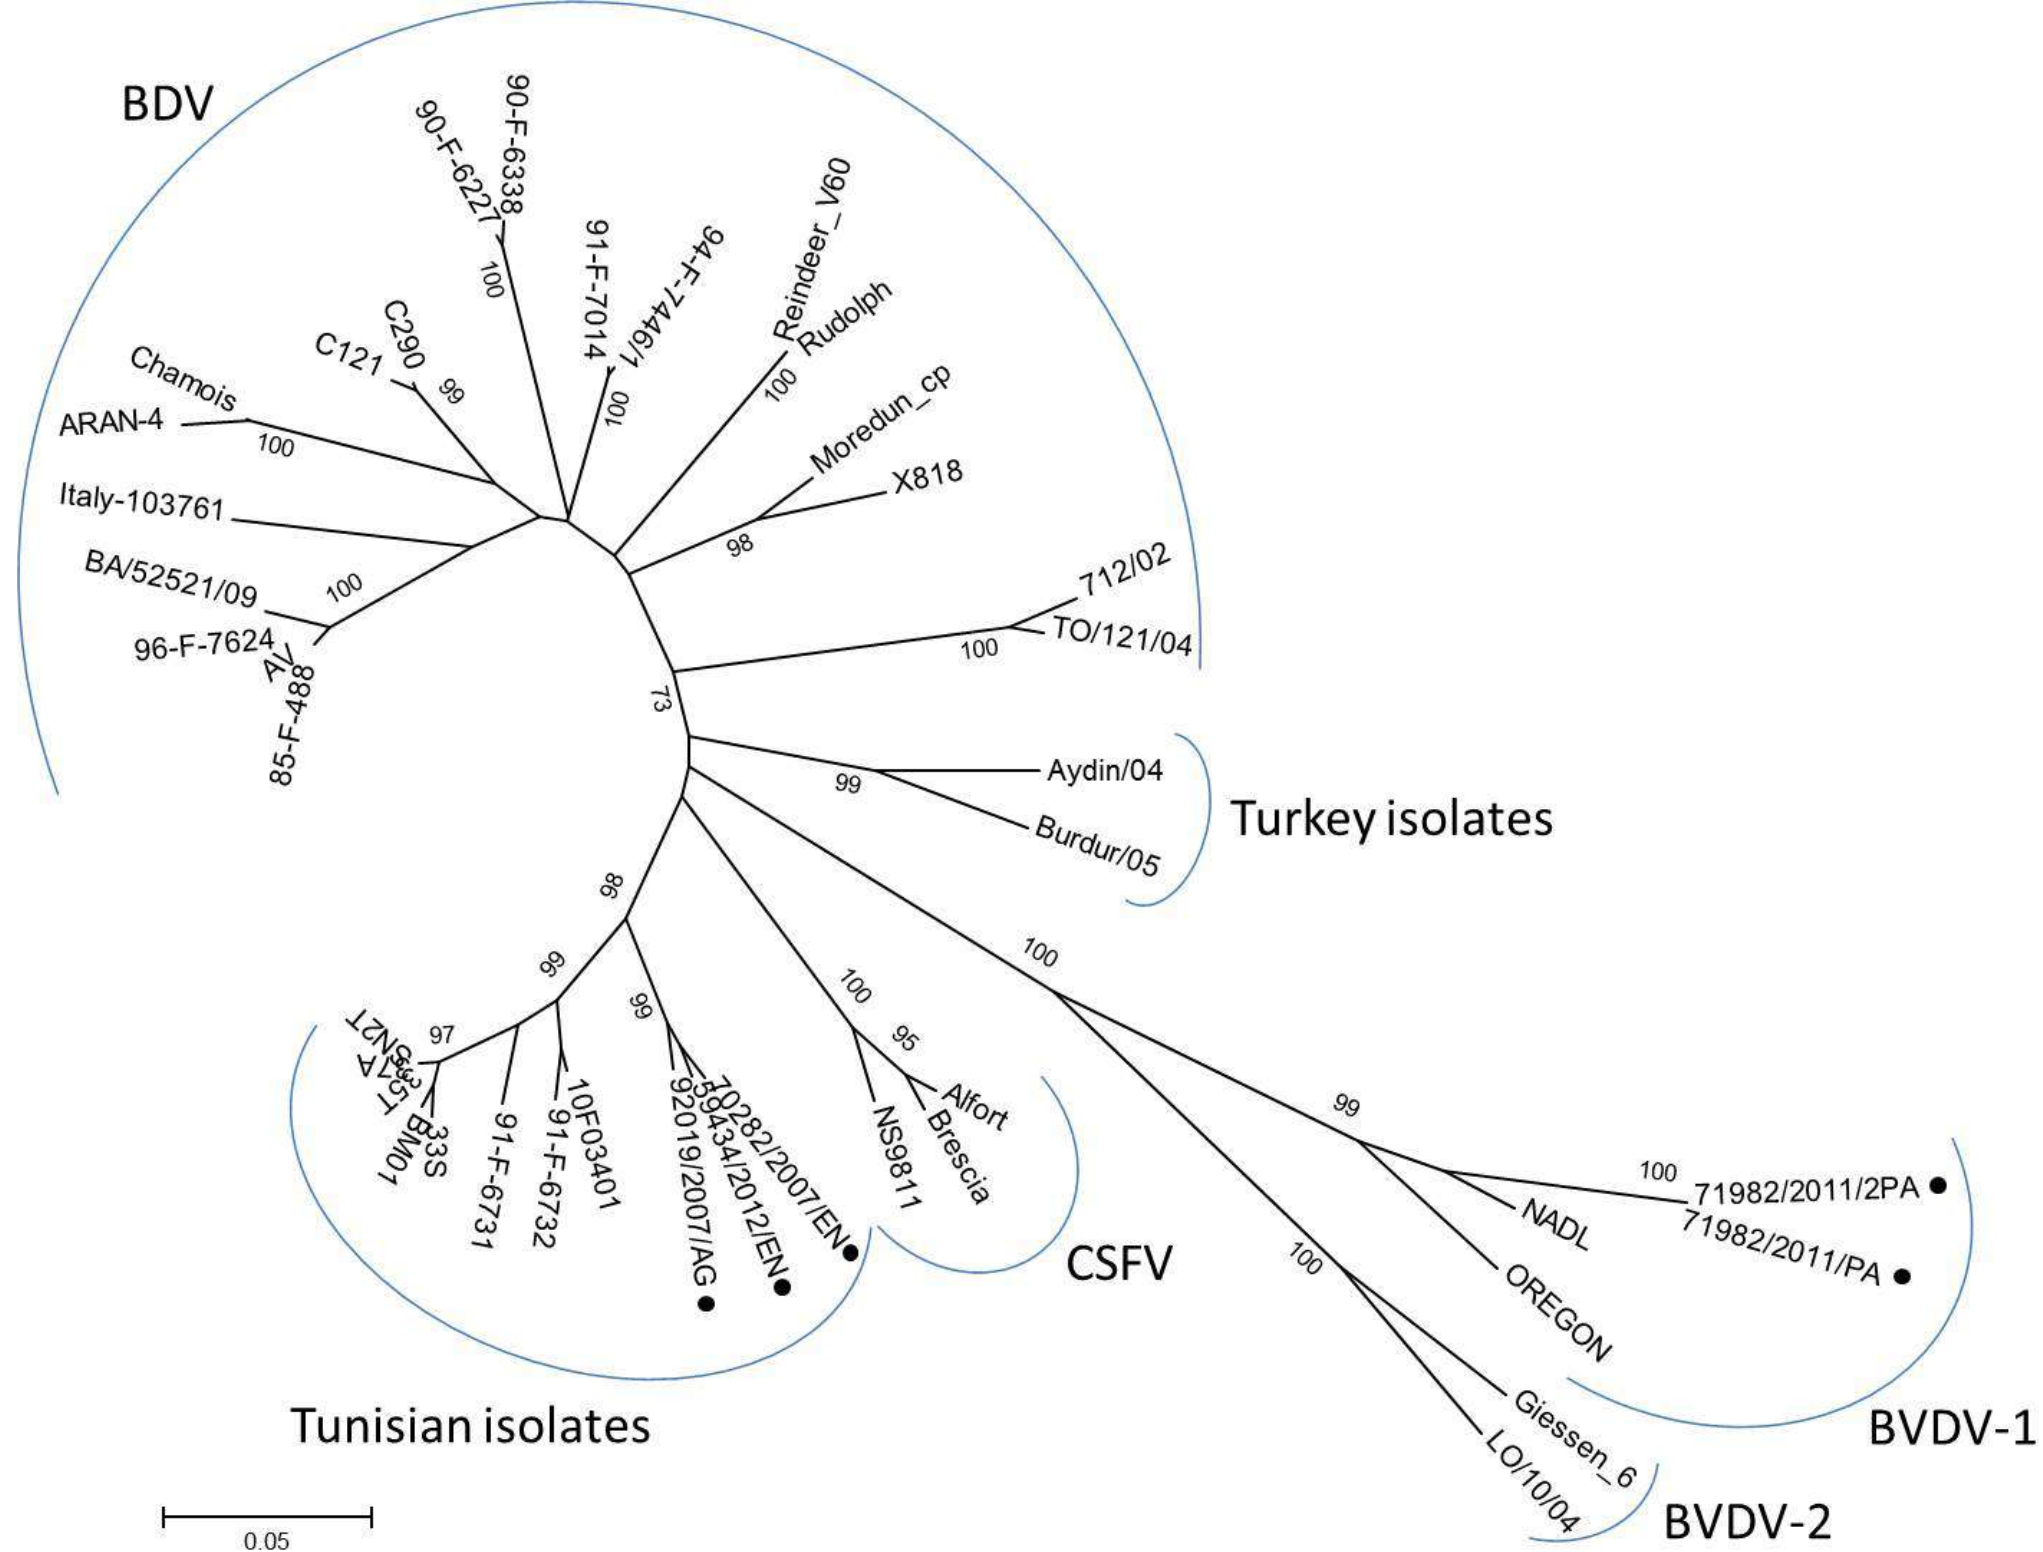 BDV
90-F-6227
90-F-6338
100
91-F-7014
94-F-7446/1
100
Reindeer_V60
Rudolph
100
Moredun_cp
X818
98
C290
C121
99
Chamois
ARAN-4
100
Italy-103761
BA/52521/09
100
96-F-7624
AV
85-F-488
712/02
TO/121/04
100
73
Aydin/04
99
Burdur/05
Turkey isolates
98
99
99
97
SN2T
BM01
33S
91-F-6731
91-F-6732
10F03401
92019/2007/AG
59434/2012/EN
70282/2007/EN
Tunisian isolates
100
95
Alfort
Brescia
NS9811
CSFV
100
99
100
71982/2011/2PA
71982/2011/PA
NADL
OREGON
BVDV-1
100
Giessen_6
LO/10/04
BVDV-2
0.05